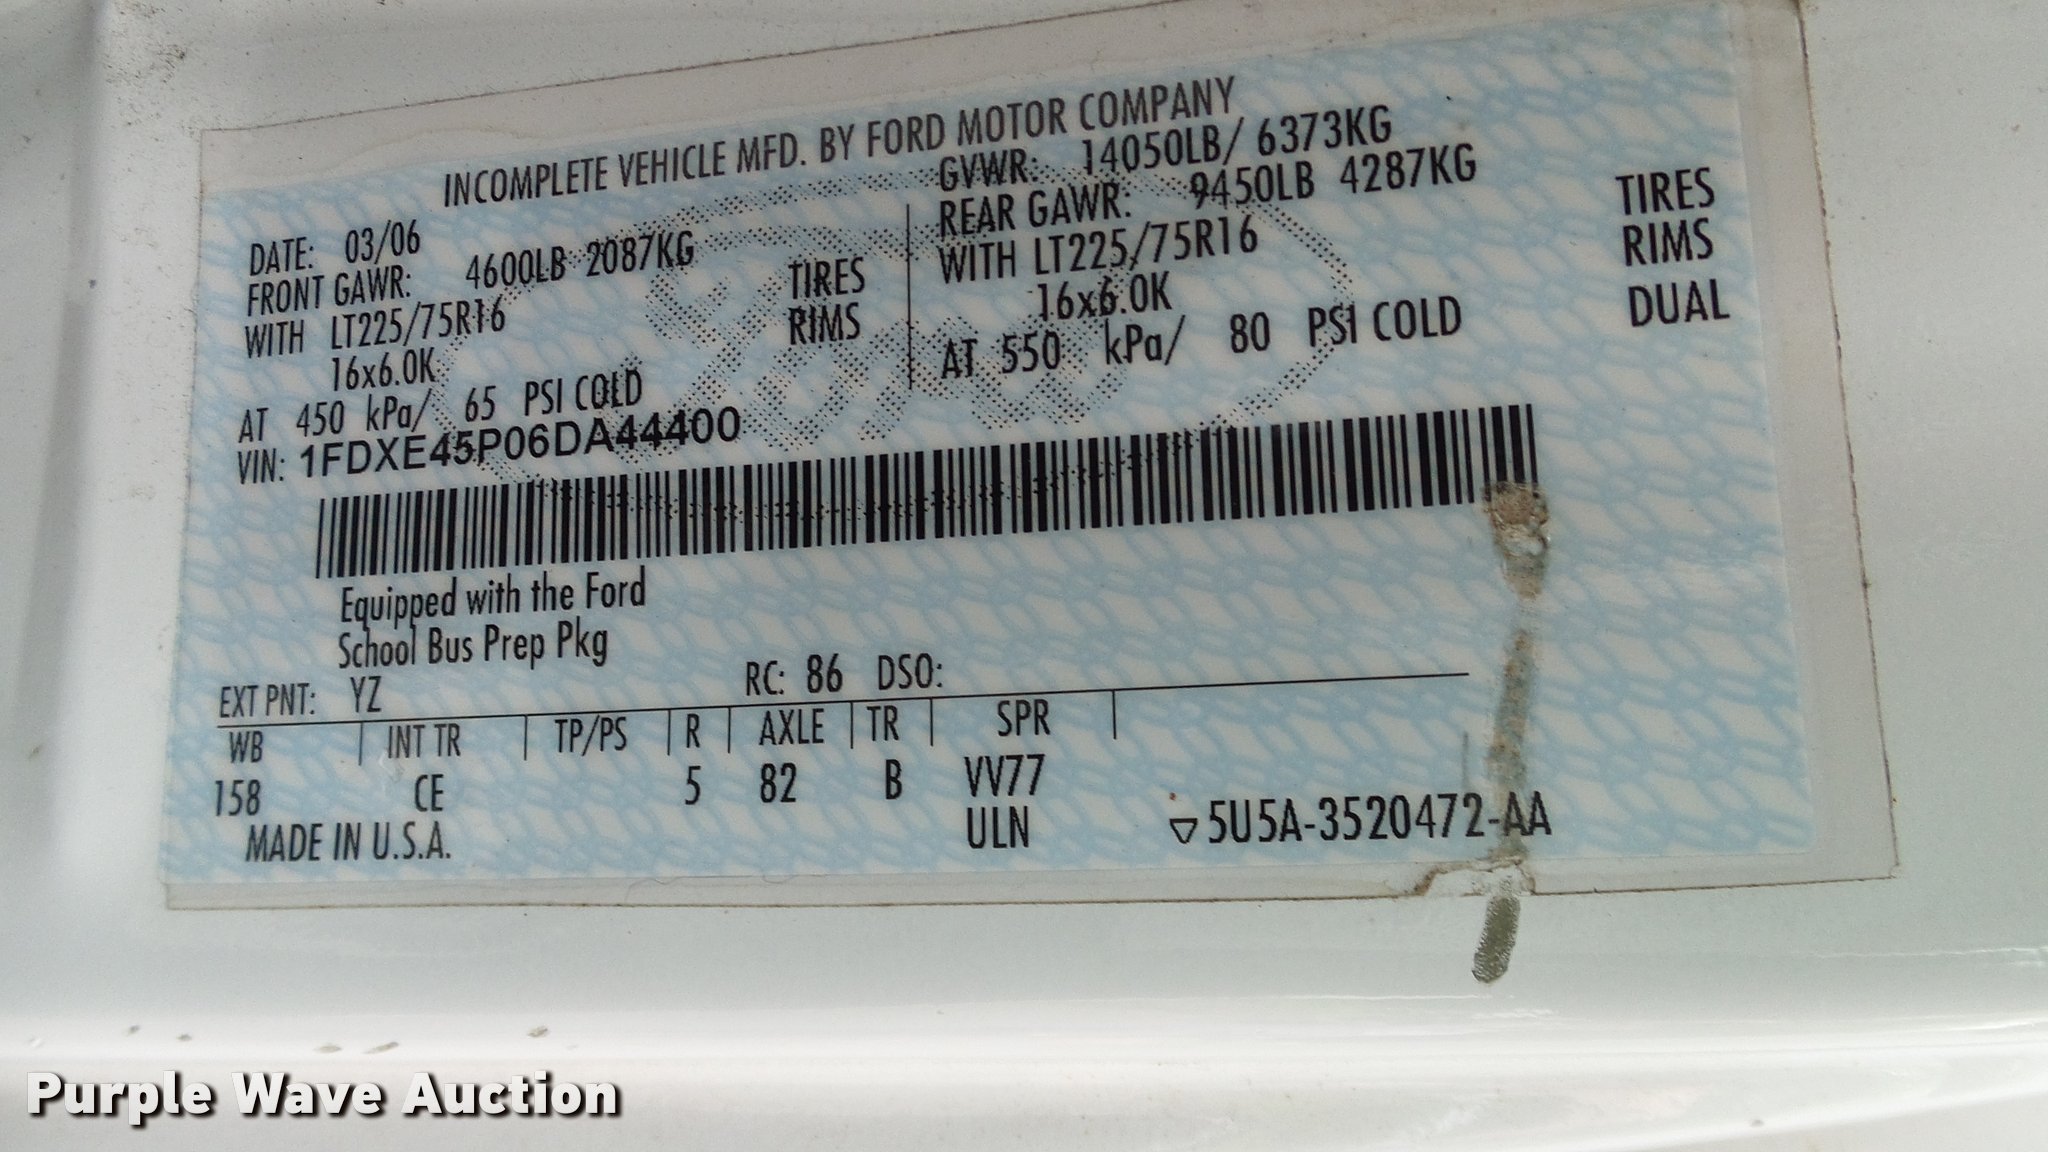 INCOMPLETE VEHICLE MFD. BY FORD MOTOR COMPANY
DATE: 03/06
FRONT GAWR: 4600LB 2087KG
WITH LT225/75R16 TIRES
16x6.0K RIMS
AT 450 kPa/ 65 PSI COLD
GVWR: 14050LB/ 6373KG
REAR GAWR: 9450LB 4287KG
WITH LT225/75R16 TIRES
16x6.0K RIMS
AT 550 kPa/ 80 PSI COLD DUAL
VIN: 1FDXE45P06DA44400
Ford
Equipped with the Ford
School Bus Prep Pkg
EXT PNT: YZ RC: 86 DSO:
WB INT TR TP/PS R AXLE TR SPR
158 CE 5 82 B VV77
MADE IN U.S.A. ULN 5U5A-3520472-AA
Purple Wave Auction